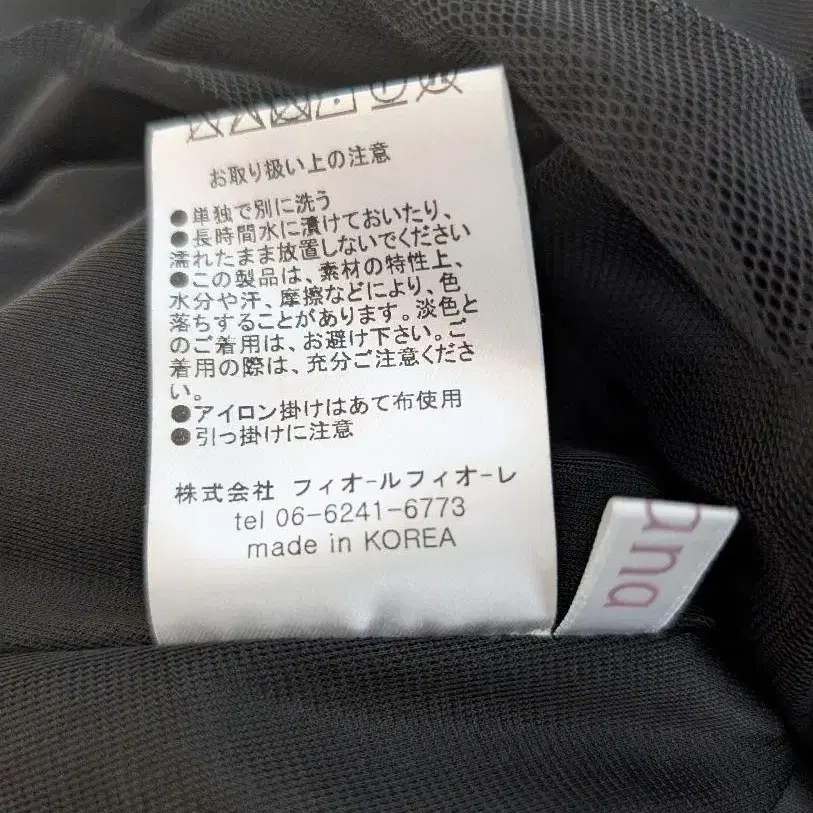 お取り扱い上の注意
●単独で別に洗う
●長時間水に漬けておいたり、
濡れたまま放置しないでください
●この製品は、素材の特性上、
水分や汗、摩擦などにより、色
落ちすることがあります。淡色と
のご着用は、お避け下さい。ご
着用の際は、充分ご注意くださ
い。
●アイロン掛けはあて布使用
●引っ掛けに注意
株式会社 フィオールフィオーレ
tel 06-6241-6773
made in KOREA
ana